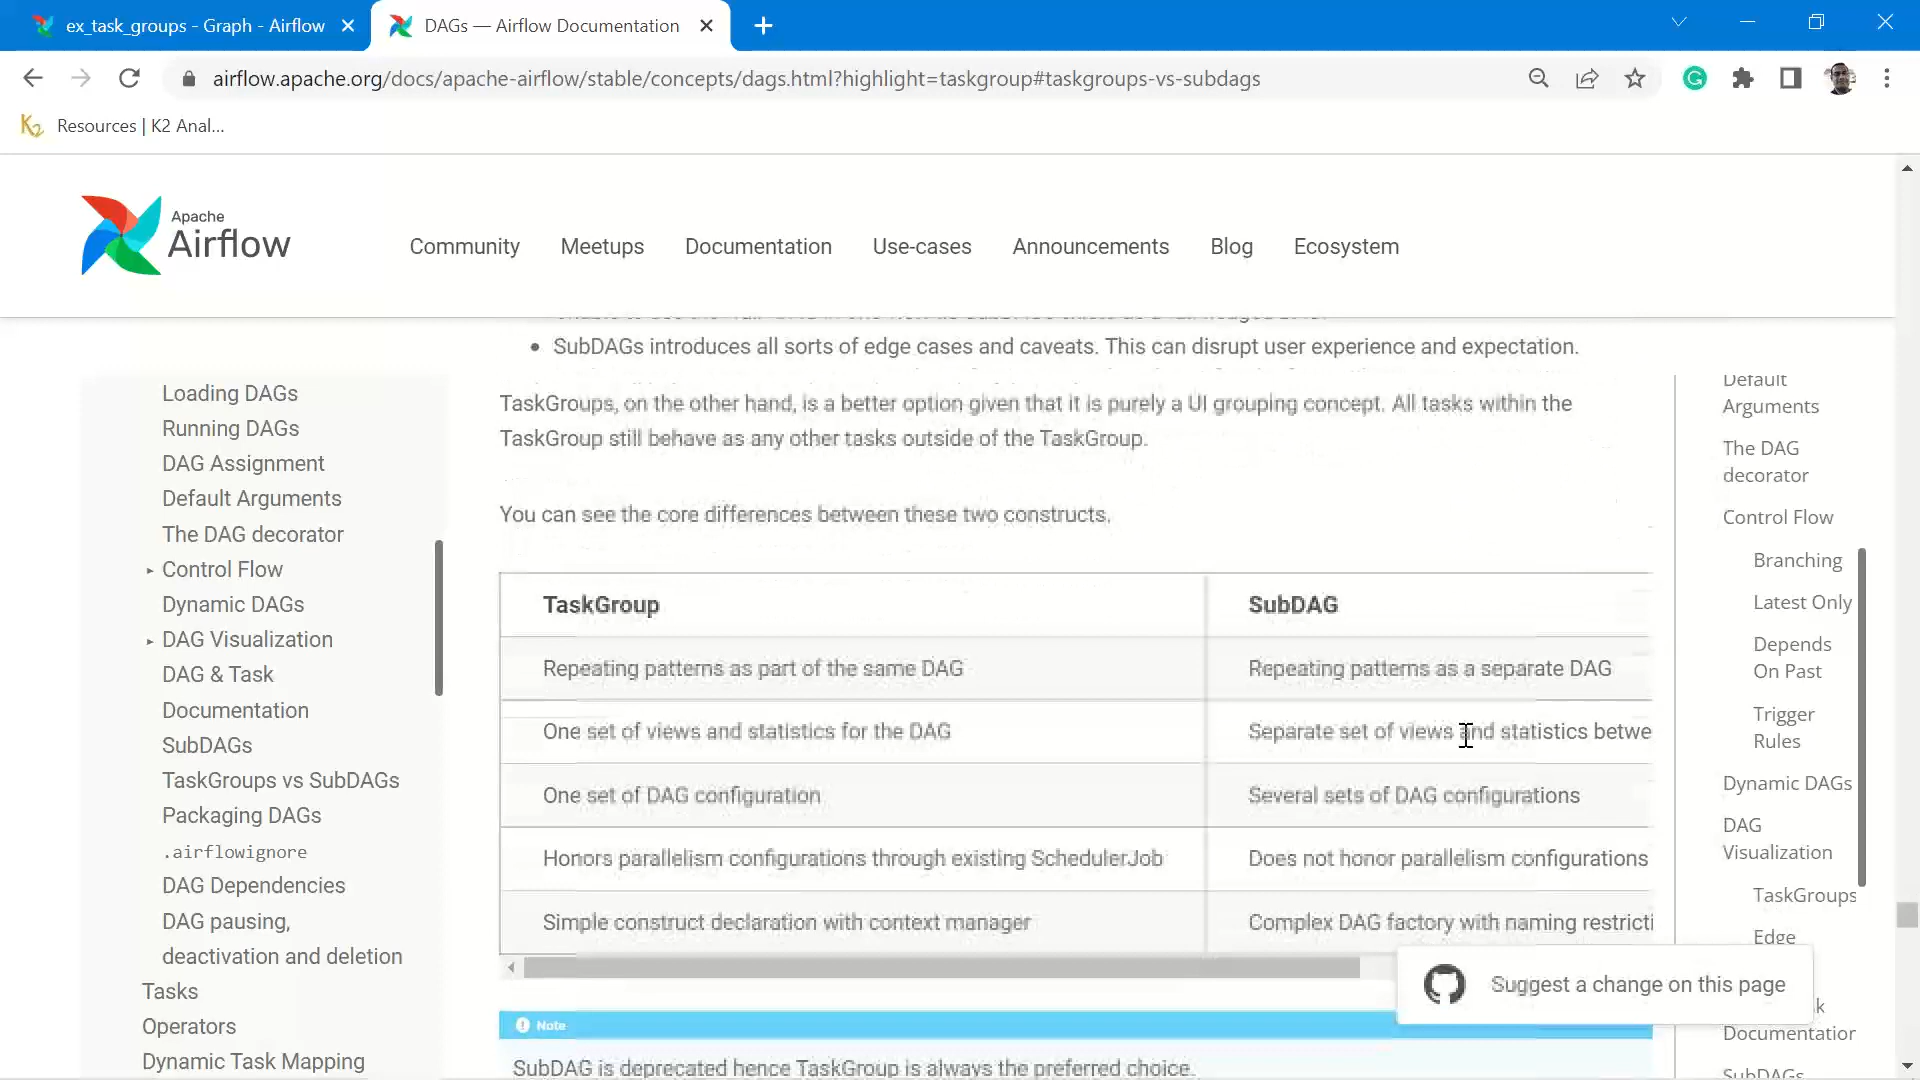 ex_task_groups - Graph - Airflow
DAGs — Airflow Documentation
airflow.apache.org/docs/apache-airflow/stable/concepts/dags.html?highlight=taskgroup#taskgroups-vs-subdags
Resources | K2 Anal...
Apache
Airflow
Community
Meetups
Documentation
Use-cases
Announcements
Blog
Ecosystem
Loading DAGs
Running DAGs
DAG Assignment
Default Arguments
The DAG decorator
Control Flow
Dynamic DAGs
DAG Visualization
DAG & Task
Documentation
SubDAGs
TaskGroups vs SubDAGs
Packaging DAGs
.airflowignore
DAG Dependencies
DAG pausing,
deactivation and deletion
Tasks
Operators
Dynamic Task Mapping
• SubDAGs introduces all sorts of edge cases and caveats. This can disrupt user experience and expectation.
TaskGroups, on the other hand, is a better option given that it is purely a UI grouping concept. All tasks within the
TaskGroup still behave as any other tasks outside of the TaskGroup.
You can see the core differences between these two constructs.
TaskGroup SubDAG
Repeating patterns as part of the same DAG Repeating patterns as a separate DAG
One set of views and statistics for the DAG Separate set of views and statistics betwe
One set of DAG configuration Several sets of DAG configurations
Honors parallelism configurations through existing SchedulerJob Does not honor parallelism configurations
Simple construct declaration with context manager Complex DAG factory with naming restricti
Note
SubDAG is deprecated hence TaskGroup is always the preferred choice.
Default
Arguments
The DAG
decorator
Control Flow
Branching
Latest Only
Depends
On Past
Trigger
Rules
Dynamic DAGs
DAG
Visualization
TaskGroups
Edge
Suggest a change on this page
Documentation
SubDAGs